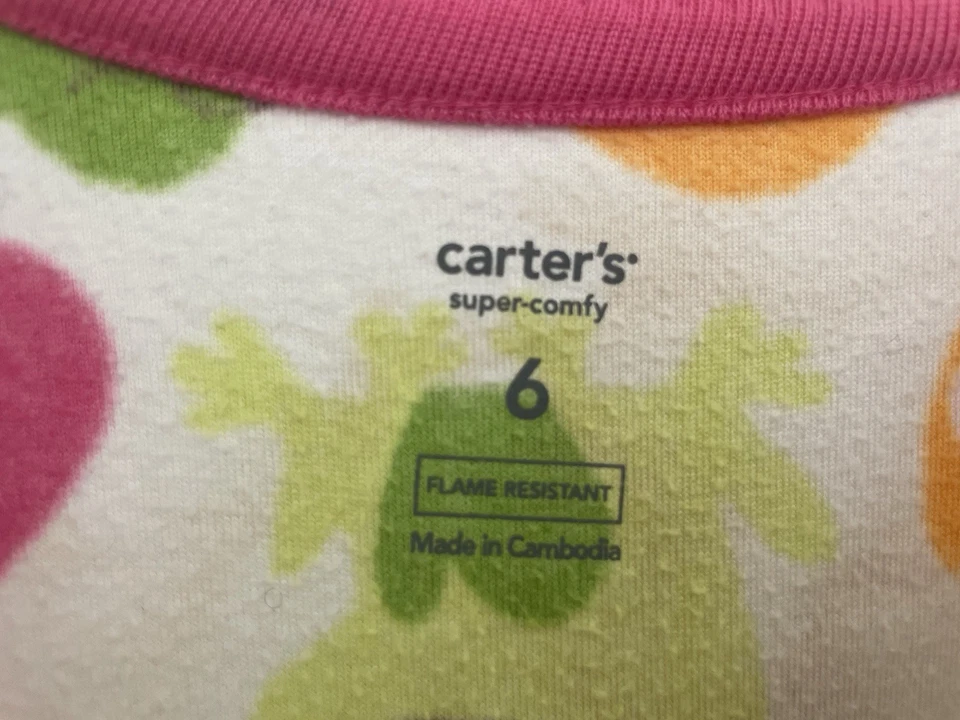 carter's
super-comfy
6
FLAME RESISTANT
Made in Cambodia